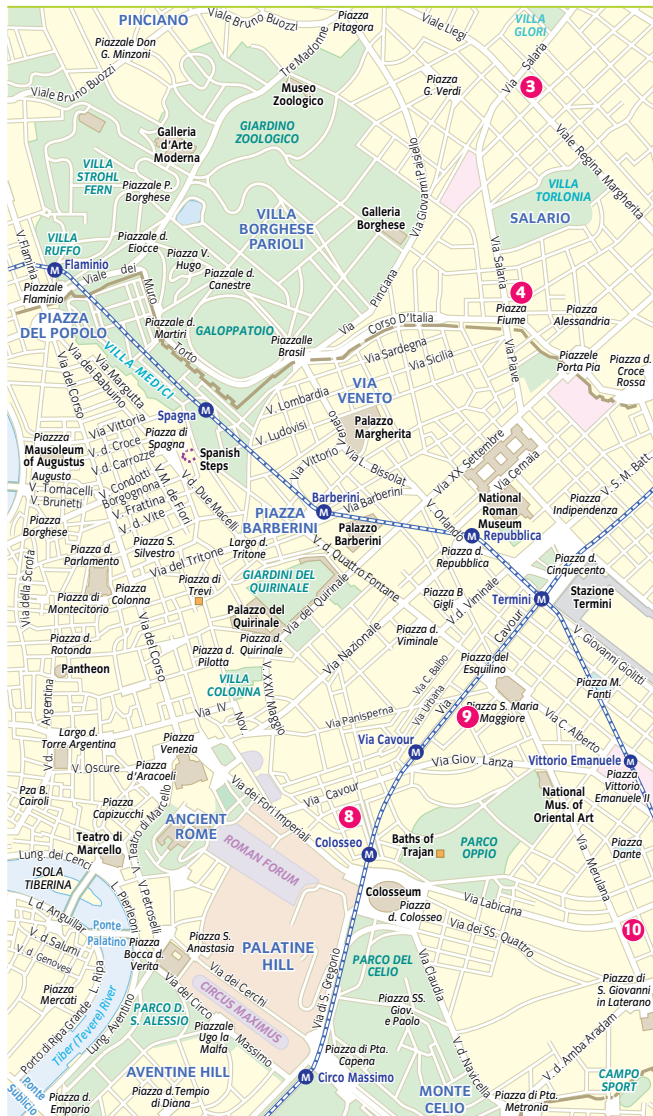 PINCIANO
Viale Bruno Buozzi
Piazza
Pitagora
Viale Liegi
VILLA
GLORI
Piazzale Don
G. Minzoni
Tre Madonne
Via Salaria
Viale Bruno Buozzi
Museo
Zoologico
Piazza
G. Verdi
3
Galleria
d'Arte
Moderna
GIARDINO
ZOOLOGICO
Viale Regina Margherita
Via Giovanni Paisello
VILLA
STROHL
FERN
Piazzale P.
Borghese
VILLA
TORLONIA
VILLA
BORGHESE
PARIOLI
Galleria
Borghese
SALARIO
VILLA
RUFFO
V. Flaminia
Piazzale d.
Eiocce
Piazza V.
Hugo
Via Salaria
M
Flaminio
Viale dei Muro Torto
Piazzale d.
Canestre
Pinciana
Via
Piazzale
Flaminio
4
Piazza
Fiume
Piazza
Alessandria
PIAZZA
DEL POPOLO
Piazzale d.
Martiri
GALOPPATOIO
Piazzalle
Brasil
Corso D'Italia
Via Sardegna
Via Sicilia
Via Piave
Piazzele
Porta Pia
Piazza d.
Croce
Rossa
VILLA MEDICI
Via Margutta
Via dei Babuino
Via del Corso
VIA
VENETO
V. Lombardia
V. Ludovisi
Veneto
Spagna
M
Palazzo
Margherita
Via Vittoria
Piazza di
Spagna
Piazzza
Mausoleum
of Augustus
Augusto
V. d. Croce
V. d. Carrozze
Spanish
Steps
Via Vittorio
Via L. Bissolat
Via XX Settembre
Via Cernaia
V. S. M. Batt.
V. Tomacelli
V. Brunetti
V. Condotti
Borgognona
V. Frattina
V. d. Vite
V. M. de Fiori
V. d. Due Macelli
Barberini
M
Via Barberini
V. Orlando
National
Roman
Museum
Piazza
Indipendenza
Piazza
Borghese
PIAZZA
BARBERINI
Palazzo
Barberini
M
Repubblica
Piazza d.
Parlamento
Piazza S.
Silvestro
Largo d.
Tritone
V. d. Quattro Fontane
Piazza d.
Repubblica
Piazza d.
Cinquecento
Via del Tritone
Via della Scrofa
Piazza di
Montecitorio
Piazza
Colonna
Piazza di
Trevi
GIARDINI DEL
QUIRINALE
Piazza B
Gigli
V.d. Viminale
Termini
M
Stazione
Termini
Palazzo del
Quirinale
Via del Quirinale
Cavour
V. Giovanni Giolitti
Piazza d.
Rotonda
Via del Corso
Piazza d.
Pilotta
Piazza d.
Quirinale
Via Nazionale
Piazza d.
Viminale
Pantheon
VILLA
COLONNA
V. XXIV Maggio
Via C. Balbo
Via Urbana
Via
Piazza del
Esquilino
Piazza M.
Fanti
V.d. Argentina
Via IV Nov.
Via Panisperna
9
Piazza S. Maria
Maggiore
Via C. Alberto
Largo d.
Torre Argentina
Piazza
Venezia
Via Cavour
M
Via Giov. Lanza
Vittorio Emanuele
M
V. Oscure
Piazza
d'Aracoeli
Piazza
Vittorio
Emanuele II
Pza B.
Cairoli
Piazza
Capizucchi
Via dei Fori Imperiali
Via Cavour
National
Mus. of
Oriental Art
ANCIENT
ROME
8
Teatro di
Marcello
V. Teatro di Marcello
Colosseo
M
Baths of
Trajan
PARCO
OPPIO
Piazza
Dante
ROMAN FORUM
Lung. dei Cenci
ISOLA
TIBERINA
V. Petroselli
L. Pierleoni
Colosseum
Via Merulana
Via Labicana
Piazza
d. Colosseo
L. d. Anguillar
V. d. Salumi
V. d. Genovesi
Ponte
Palatino
Via dei SS. Quattro
10
Piazza
Bocca d.
Verita
Piazza S.
Anastasia
PALATINE
HILL
Via di S. Gregorio
PARCO DEL
CELIO
Via Claudia
L. Ripa
Piazza
Mercati
Via dei Cerchi
Piazza di
S. Giovanni
in Laterano
PARCO D.
S. ALESSIO
CIRCUS MAXIMUS
Piazza SS.
Giov.
e Paolo
Porto di Ripa Grande
Tiber (Tevere) River
Lung. Aventino
Via del Circo Massimo
Piazzale
Ugo la
Malfa
V. d. Navicella
V. d. Amba Aradam
Piazza di Pta.
Capena
AVENTINE HILL
M
Circo Massimo
CAMPO
SPORT
Ponte
Sublicio
Piazza d.
Emporio
Piazza d.Tempio
di Diana
MONTE
CELIO
Piazza di Pta.
Metronia